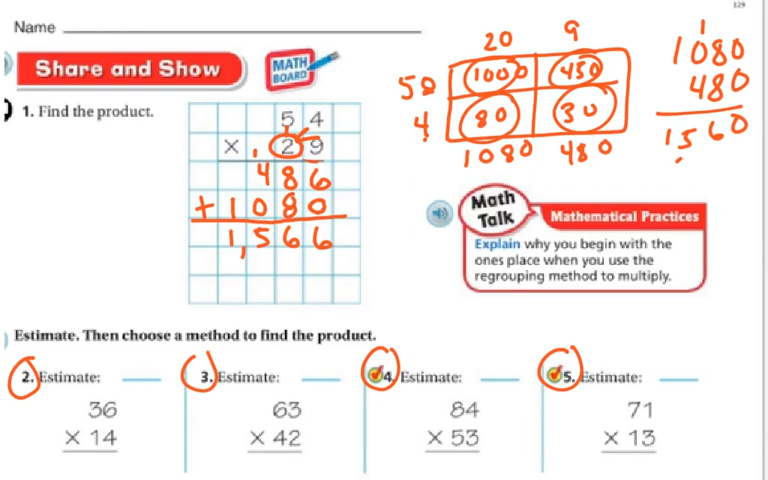 129
Name
Share and Show
MATH BOARD
1. Find the product.
5 4
× 2 9
4 8 6
+ 1 0 8 0
1,5 6 6
20 9
50 1000 450
4 80 30
1080 480
1
1080
480
1560
Math Talk
Mathematical Practices
Explain why you begin with the
ones place when you use the
regrouping method to multiply.
Estimate. Then choose a method to find the product.
2. Estimate: 3. Estimate: 4. Estimate: 5. Estimate:
36 63 84 71
× 14 × 42 × 53 × 13